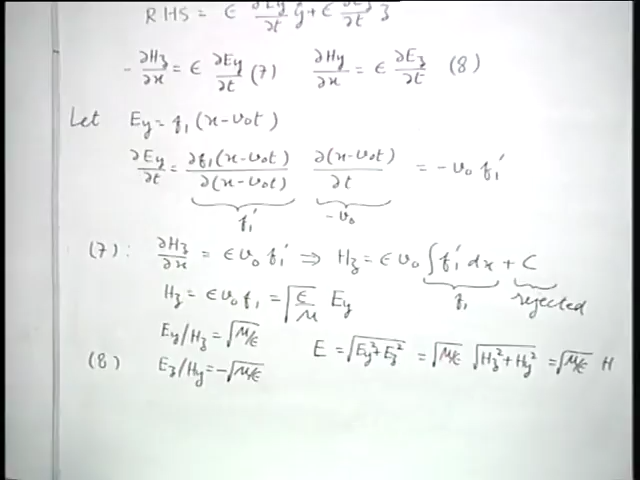 RHS = ϵ ∂Ey/∂t ŷ + ϵ ∂Ez/∂t ẑ
- ∂Hz/∂x = ϵ ∂Ey/∂t (7) ∂Hy/∂x = ϵ ∂Ez/∂t (8)
Let Ey = f₁ (x - v₀t)
∂Ey/∂t = ∂f₁(x - v₀t)/∂(x - v₀t) ∂(x - v₀t)/∂t = - v₀ f₁′
f₁′ - v₀
(7) : ∂Hz/∂x = ϵ v₀ f₁′ ⇒ Hz = ϵ v₀ ∫ f₁′ dx + C
f₁ rejected
Hz = ϵ v₀ f₁ = √(ϵ/μ) Ey
Ey/Hz = √(μ/ϵ)
(8) Ez/Hy = -√(μ/ϵ) E = √(Ey² + Ez²) = √(μ/ϵ) √(Hz² + Hy²) = √(μ/ϵ) H